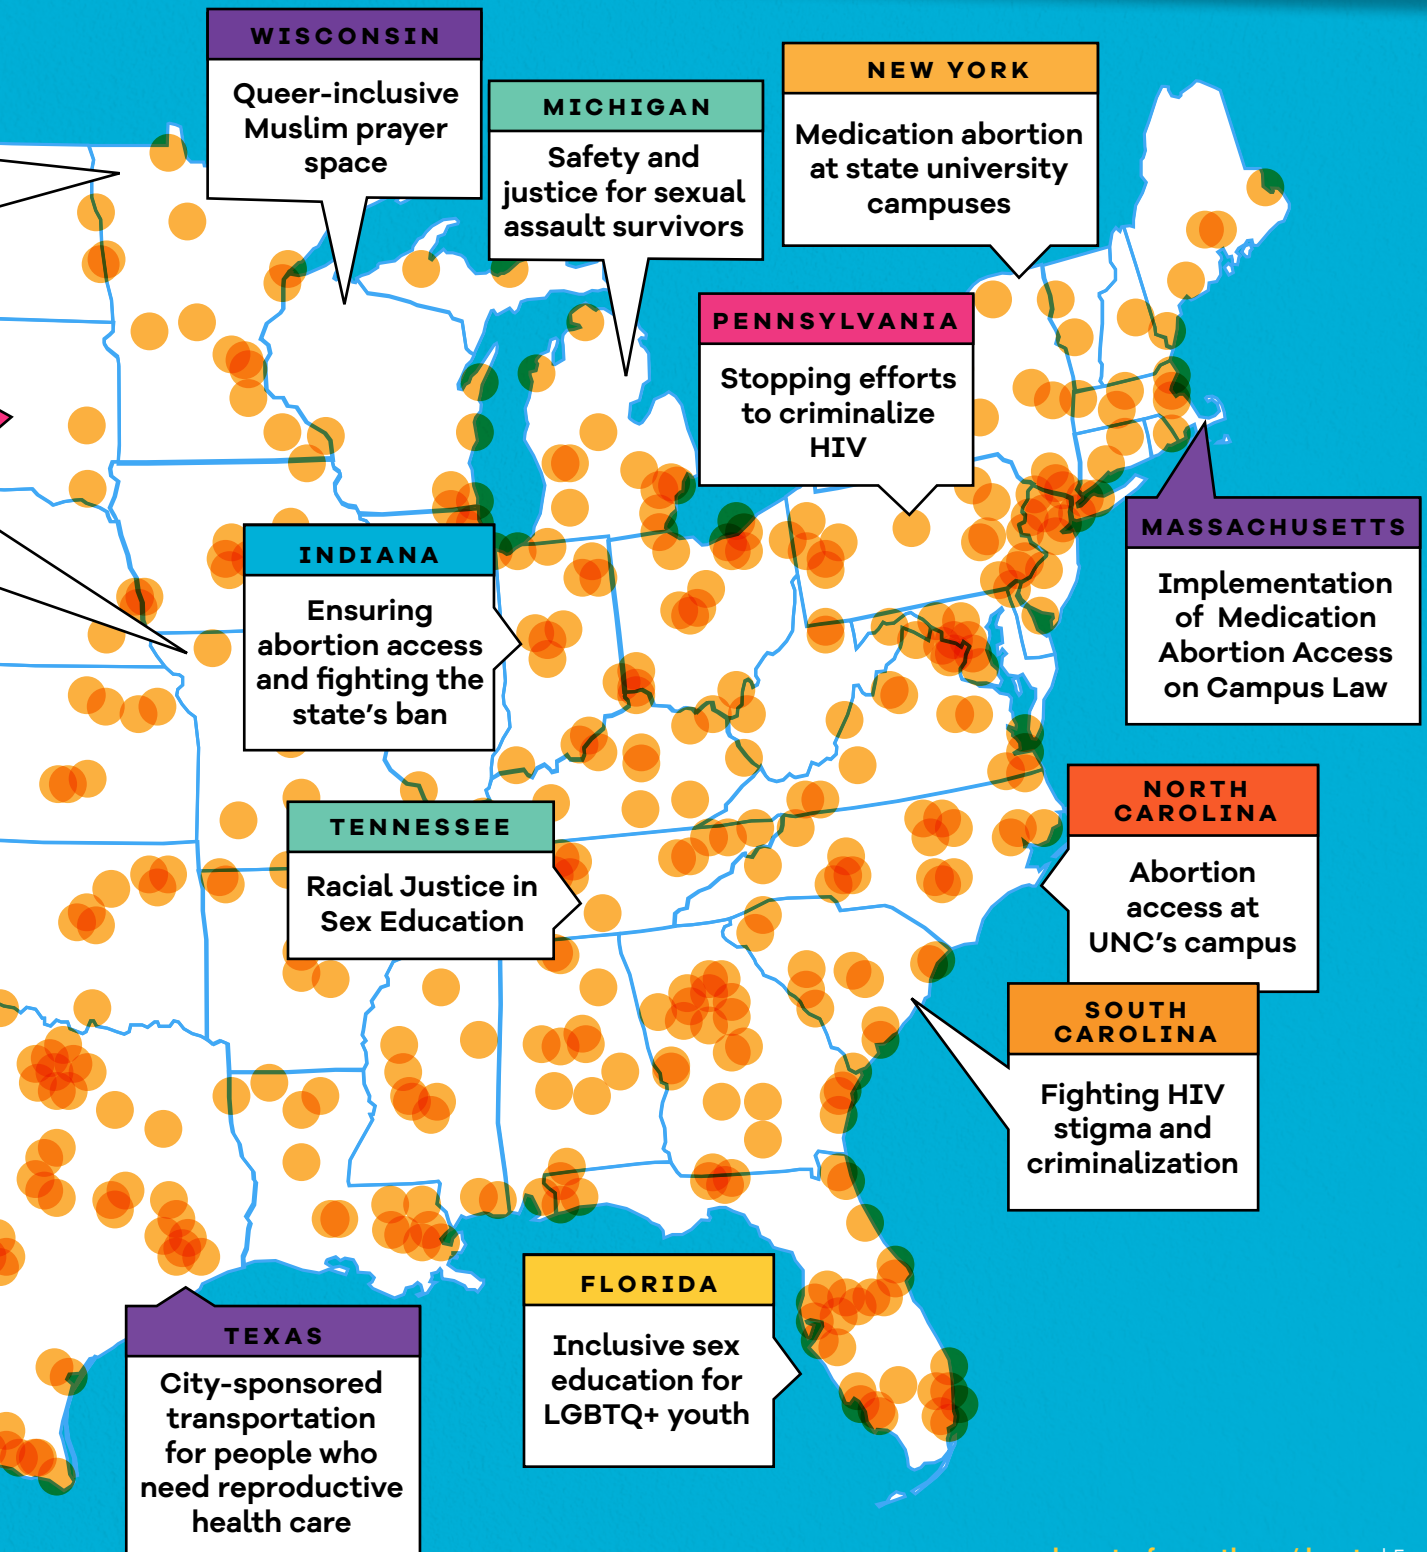 WISCONSIN
Queer-inclusive
Muslim prayer
space
MICHIGAN
Safety and
justice for sexual
assault survivors
NEW YORK
Medication abortion
at state university
campuses
PENNSYLVANIA
Stopping efforts
to criminalize
HIV
MASSACHUSETTS
Implementation
of Medication
Abortion Access
on Campus Law
INDIANA
Ensuring
abortion access
and fighting the
state's ban
TENNESSEE
Racial Justice in
Sex Education
NORTH
CAROLINA
Abortion
access at
UNC's campus
SOUTH
CAROLINA
Fighting HIV
stigma and
criminalization
FLORIDA
Inclusive sex
education for
LGBTQ+ youth
TEXAS
City-sponsored
transportation
for people who
need reproductive
health care